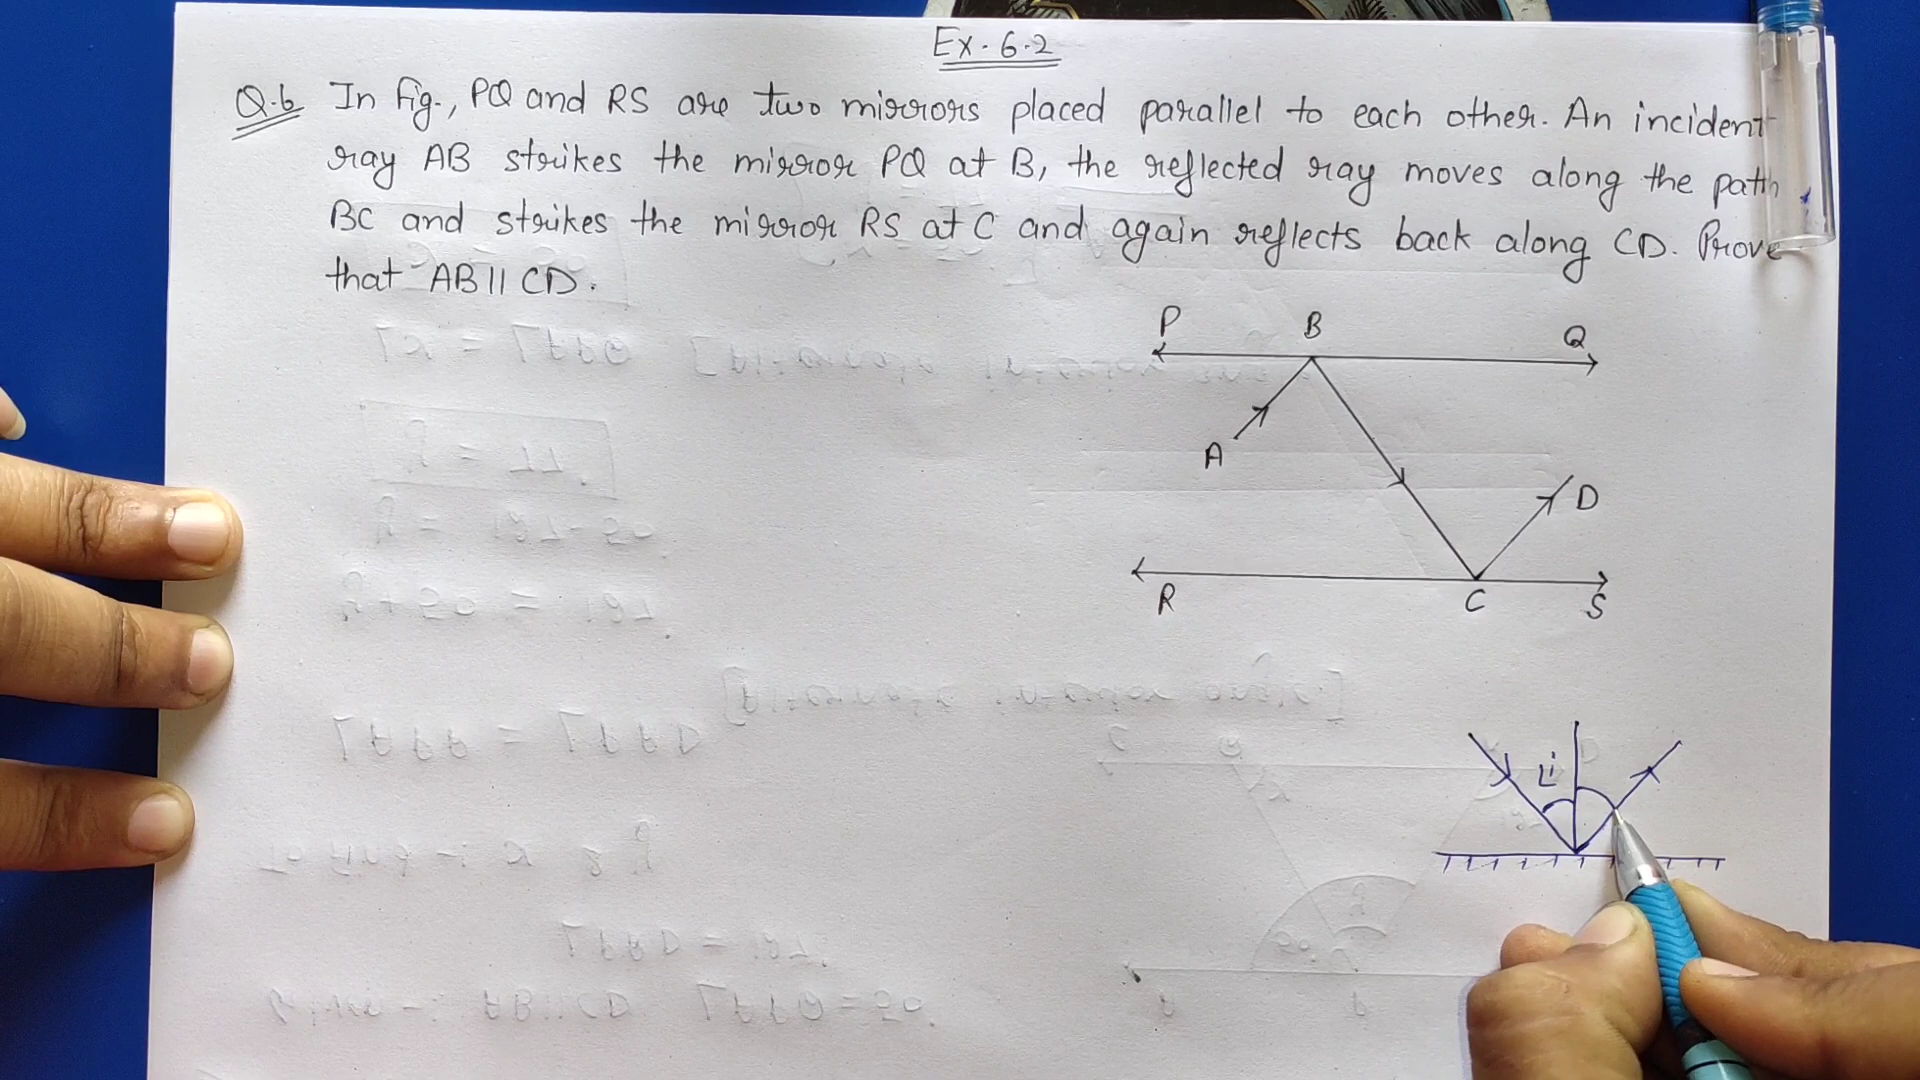 Ex. 6.2
Q.6 In fig., PQ and RS are two mirrors placed parallel to each other. An incident
ray AB strikes the mirror PQ at B, the reflected ray moves along the path
BC and strikes the mirror RS at C and again reflects back along CD. Prove
that AB || CD.
P B Q
A
D
R C S
∠i